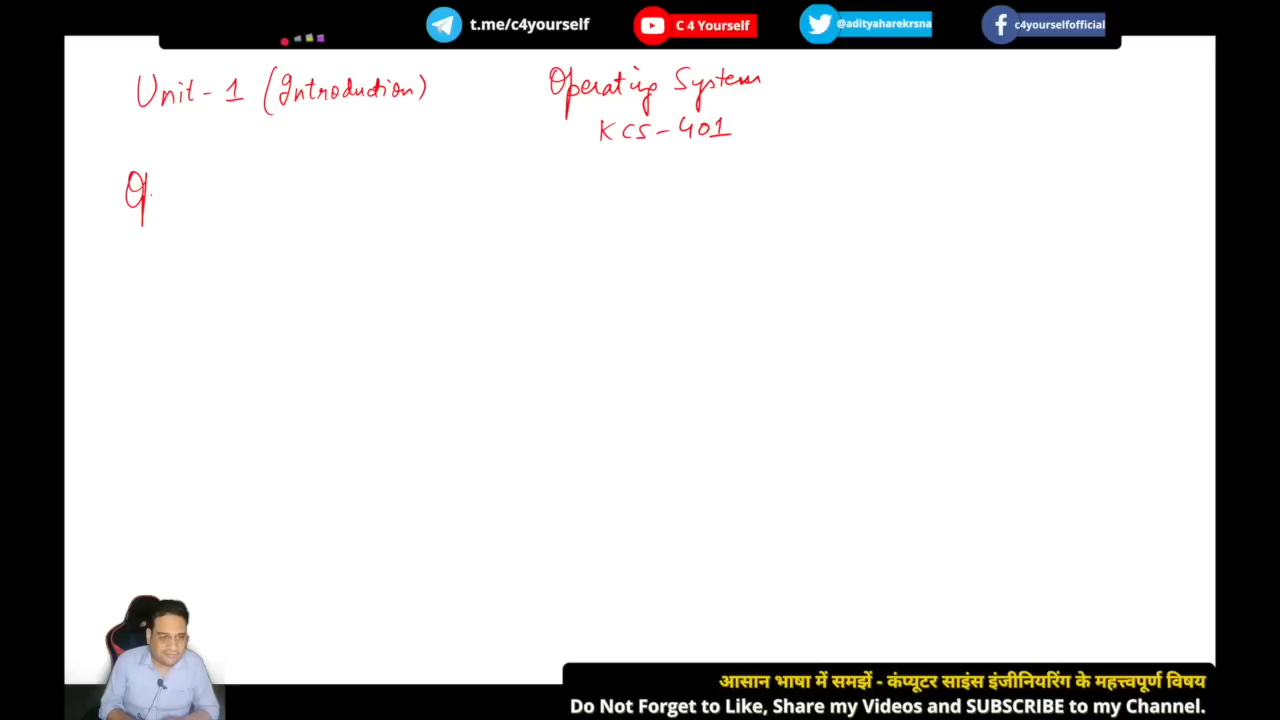 t.me/c4yourself
C 4 Yourself
@adityaharekrsna
c4yourselfofficial
Unit - 1 (Introduction)
Operating System
KCS - 401
आसान भाषा में समझें - कंप्यूटर साइंस इंजीनियरिंग के महत्त्वपूर्ण विषय
Do Not Forget to Like, Share my Videos and SUBSCRIBE to my Channel.